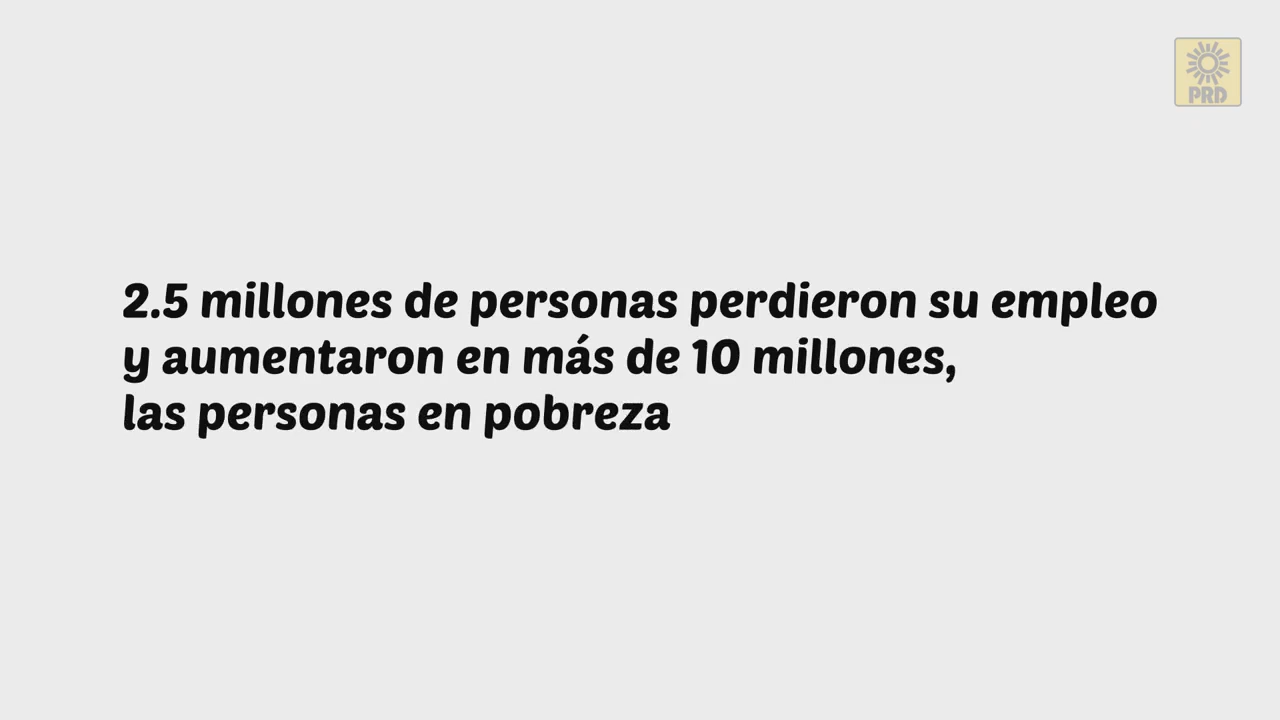 PRD
2.5 millones de personas perdieron su empleo
y aumentaron en más de 10 millones,
las personas en pobreza